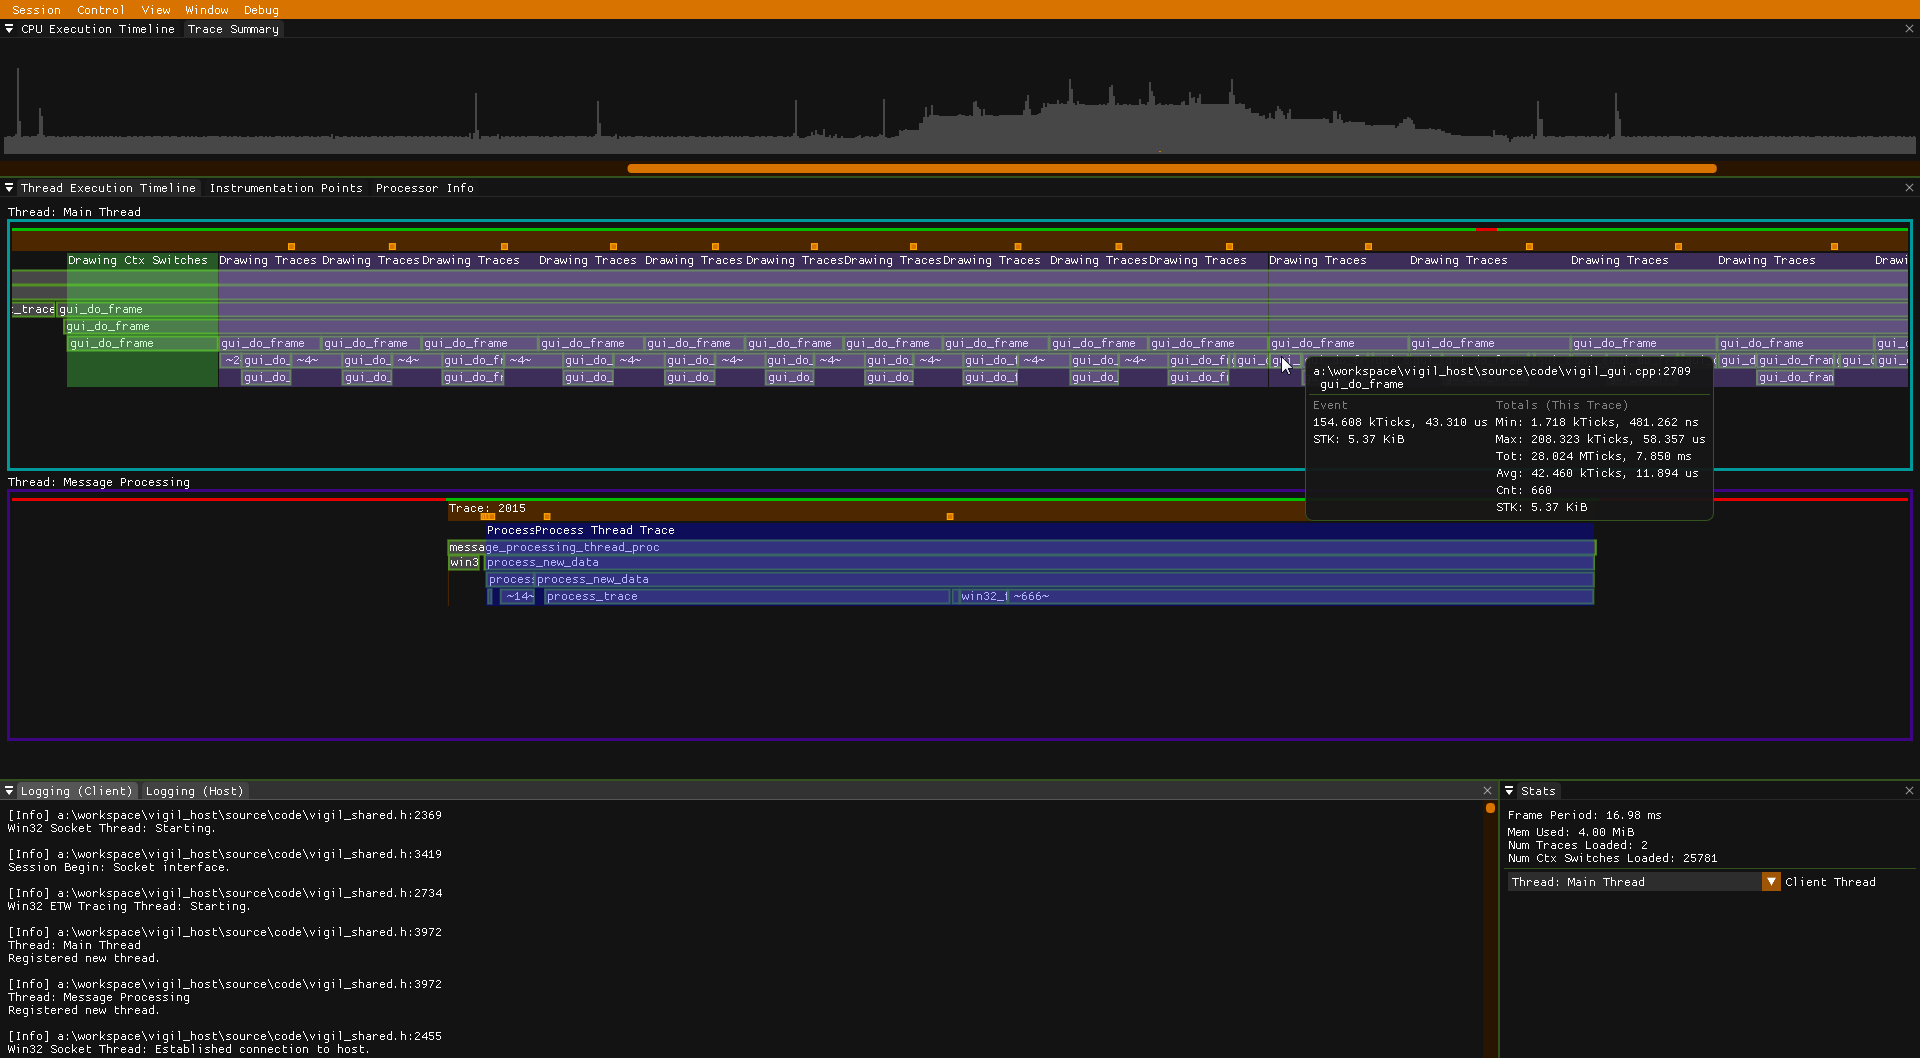 Session Control View Window Debug
CPU Execution Timeline Trace Summary
Thread Execution Timeline Instrumentation Points Processor Info
Thread: Main Thread
Drawing Ctx Switches Drawing Traces Drawing Traces Drawing Traces Drawing Traces Drawing Traces Drawing Traces Drawing Traces Drawing Traces Drawing Traces Drawing Traces Drawing Traces Drawing Traces Drawing Traces Drawing Traces Drawi
_trace gui_do_frame
gui_do_frame
gui_do_frame gui_do_frame gui_do_frame gui_do_frame gui_do_frame gui_do_frame gui_do_frame gui_do_frame gui_do_frame gui_do_frame gui_do_frame gui_do_frame gui_do_frame gui_do_frame gui_do_frame gui_
~2 gui_do_ ~4~ gui_do_ ~4~ gui_do_fr ~4~ gui_do_ ~4~ gui_do_ ~4~ gui_do_ ~4~ gui_do_ ~4~ gui_do_f ~4~ gui_do_ ~4~ gui_do_f gui_ gui_ gui_d gui_do_fran gui_d gui_
gui_do_ gui_do_ gui_do_fr gui_do_ gui_do_ gui_do_ gui_do_ gui_do_f gui_do_ gui_do_f gui_do_fran
a:\workspace\vigil_host\source\code\vigil_gui.cpp:2709
gui_do_frame
Event Totals (This Trace)
154.608 kTicks, 43.310 us Min: 1.718 kTicks, 481.262 ns
STK: 5.37 KiB Max: 208.323 kTicks, 58.357 us
Tot: 28.024 MTicks, 7.850 ms
Avg: 42.460 kTicks, 11.894 us
Cnt: 660
STK: 5.37 KiB
Thread: Message Processing
Trace: 2015
Process Process Thread Trace
message_processing_thread_proc
win3 process_new_data
process process_new_data
~14~ process_trace win32_f ~666~
Logging (Client) Logging (Host)
[Info] a:\workspace\vigil_host\source\code\vigil_shared.h:2369
Win32 Socket Thread: Starting.
[Info] a:\workspace\vigil_host\source\code\vigil_shared.h:3419
Session Begin: Socket interface.
[Info] a:\workspace\vigil_host\source\code\vigil_shared.h:2734
Win32 ETW Tracing Thread: Starting.
[Info] a:\workspace\vigil_host\source\code\vigil_shared.h:3972
Thread: Main Thread
Registered new thread.
[Info] a:\workspace\vigil_host\source\code\vigil_shared.h:3972
Thread: Message Processing
Registered new thread.
[Info] a:\workspace\vigil_host\source\code\vigil_shared.h:2455
Win32 Socket Thread: Established connection to host.
Stats
Frame Period: 16.98 ms
Mem Used: 4.00 MiB
Num Traces Loaded: 2
Num Ctx Switches Loaded: 25781
Thread: Main Thread Client Thread